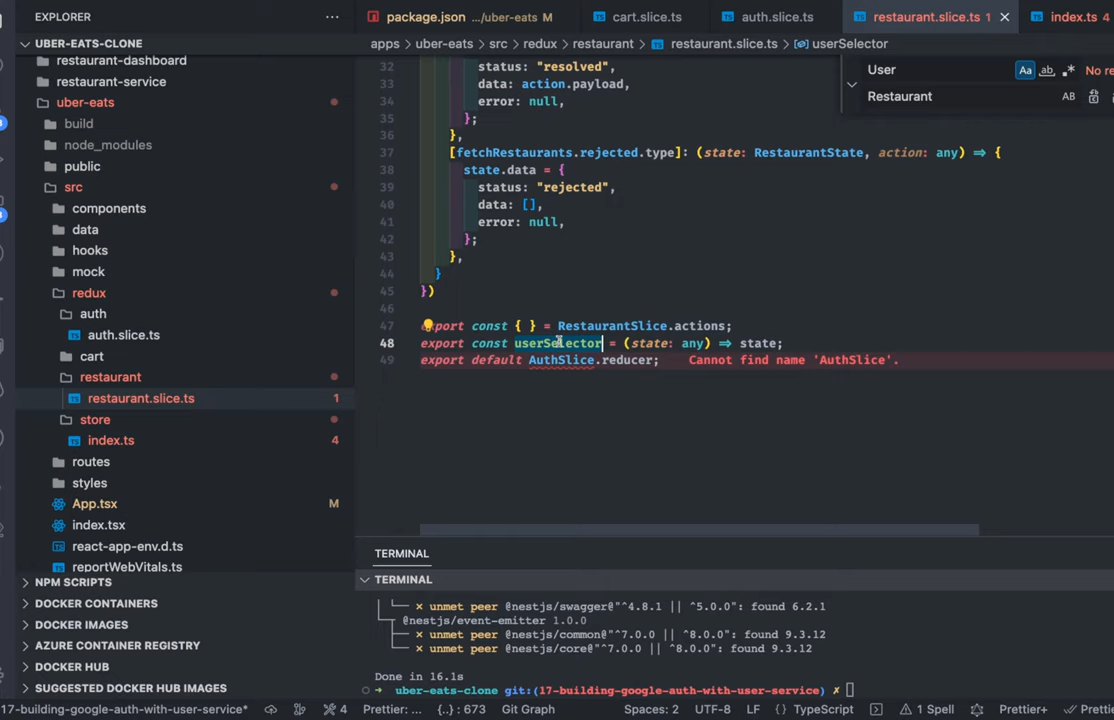 EXPLORER
UBER-EATS-CLONE
restaurant-dashboard
restaurant-service
uber-eats
build
node_modules
public
src
components
data
hooks
mock
redux
auth
auth.slice.ts
cart
restaurant
restaurant.slice.ts 1
store
index.ts 4
routes
styles
App.tsx M
index.tsx
react-app-env.d.ts
reportWebVitals.ts
NPM SCRIPTS
DOCKER CONTAINERS
DOCKER IMAGES
AZURE CONTAINER REGISTRY
DOCKER HUB
SUGGESTED DOCKER HUB IMAGES
package.json .../uber-eats M cart.slice.ts auth.slice.ts restaurant.slice.ts 1 index.ts 4
apps uber-eats src redux restaurant restaurant.slice.ts userSelector
User Aa ab No re
Restaurant AB
32 status: "resolved",
33 data: action.payload,
34 error: null,
35 };
36 },
37 [fetchRestaurants.rejected.type]: (state: RestaurantState, action: any) => {
38 state.data = {
39 status: "rejected",
40 data: [],
41 error: null,
42 };
43 },
44 }
45 })
46
47 export const { } = RestaurantSlice.actions;
48 export const userSelector = (state: any) => state;
49 export default AuthSlice.reducer; Cannot find name 'AuthSlice'.
TERMINAL
TERMINAL
× unmet peer @nestjs/swagger@"^4.8.1 || ^5.0.0": found 6.2.1
@nestjs/event-emitter 1.0.0
× unmet peer @nestjs/common@"^7.0.0 || ^8.0.0": found 9.3.12
× unmet peer @nestjs/core@"^7.0.0 || ^8.0.0": found 9.3.12
Done in 16.1s
➜ uber-eats-clone git:(17-building-google-auth-with-user-service) ✗
17-building-google-auth-with-user-service* 4 Prettier: ... {..} : 673 Git Graph Spaces: 2 UTF-8 LF {} TypeScript 1 Spell Prettier+ Prettier